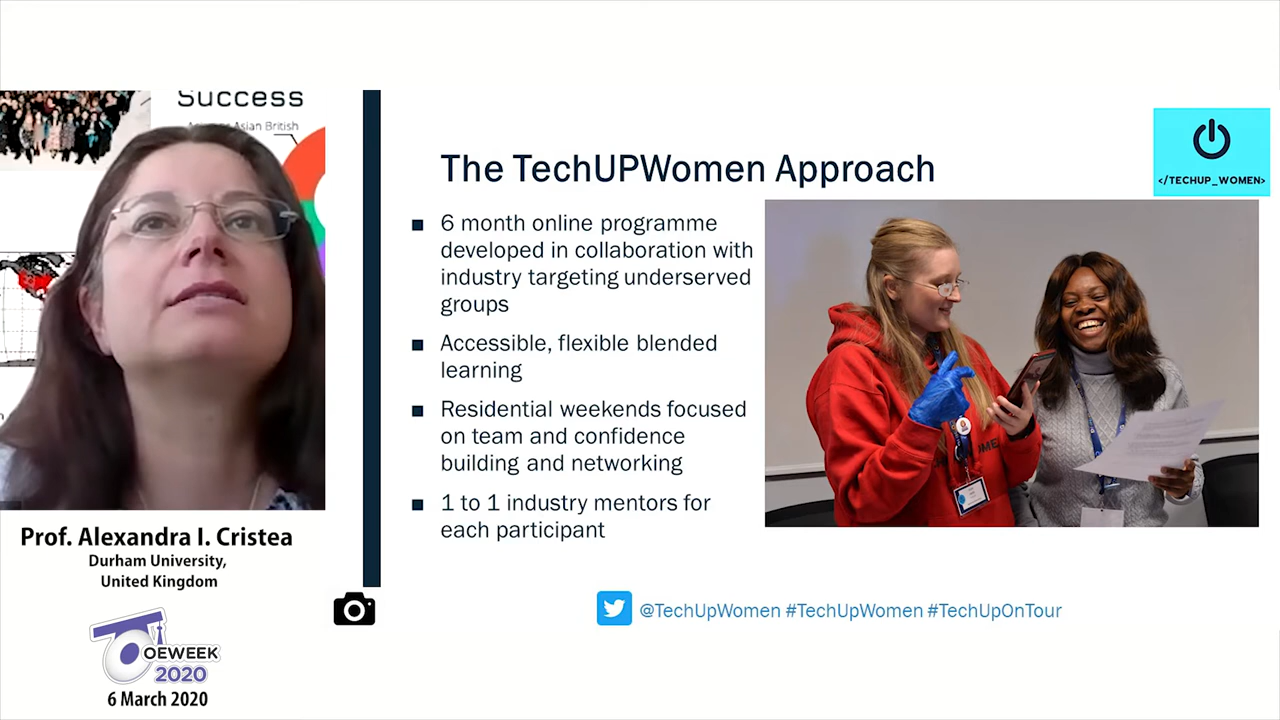 Success
Asian British
Prof. Alexandra I. Cristea
Durham University,
United Kingdom
OEWEEK
2020
6 March 2020
The TechUPWomen Approach
■ 6 month online programme
developed in collaboration with
industry targeting underserved
groups
■ Accessible, flexible blended
learning
■ Residential weekends focused
on team and confidence
building and networking
■ 1 to 1 industry mentors for
each participant
</TECHUP_WOMEN>
@TechUpWomen #TechUpWomen #TechUpOnTour